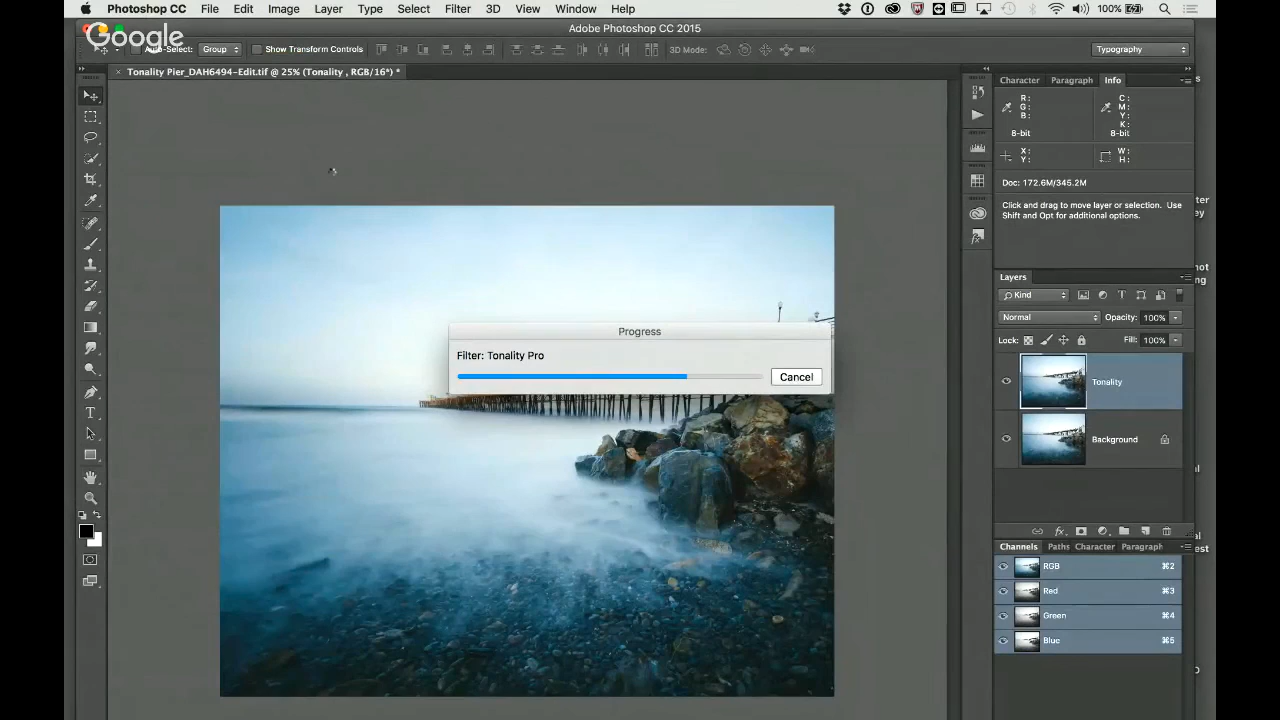 Photoshop CC File Edit Image Layer Type Select Filter 3D View Window Help 100%
Adobe Photoshop CC 2015
Google
Auto-Select: Group Show Transform Controls 3D Mode: Typography
Tonality Pier_DAH6494-Edit.tif @ 25% (Tonality , RGB/16*) *
Character Paragraph Info
R: C:
G: M:
B: Y:
K:
8-bit 8-bit
X: W:
Y: H:
Doc: 172.6M/345.2M
Click and drag to move layer or selection. Use
Shift and Opt for additional options.
Layers
Kind
Normal Opacity: 100%
Lock: Fill: 100%
Progress
Filter: Tonality Pro
Cancel
Tonality
Background
Channels Paths Character Paragraph
RGB ⌘2
Red ⌘3
Green ⌘4
Blue ⌘5